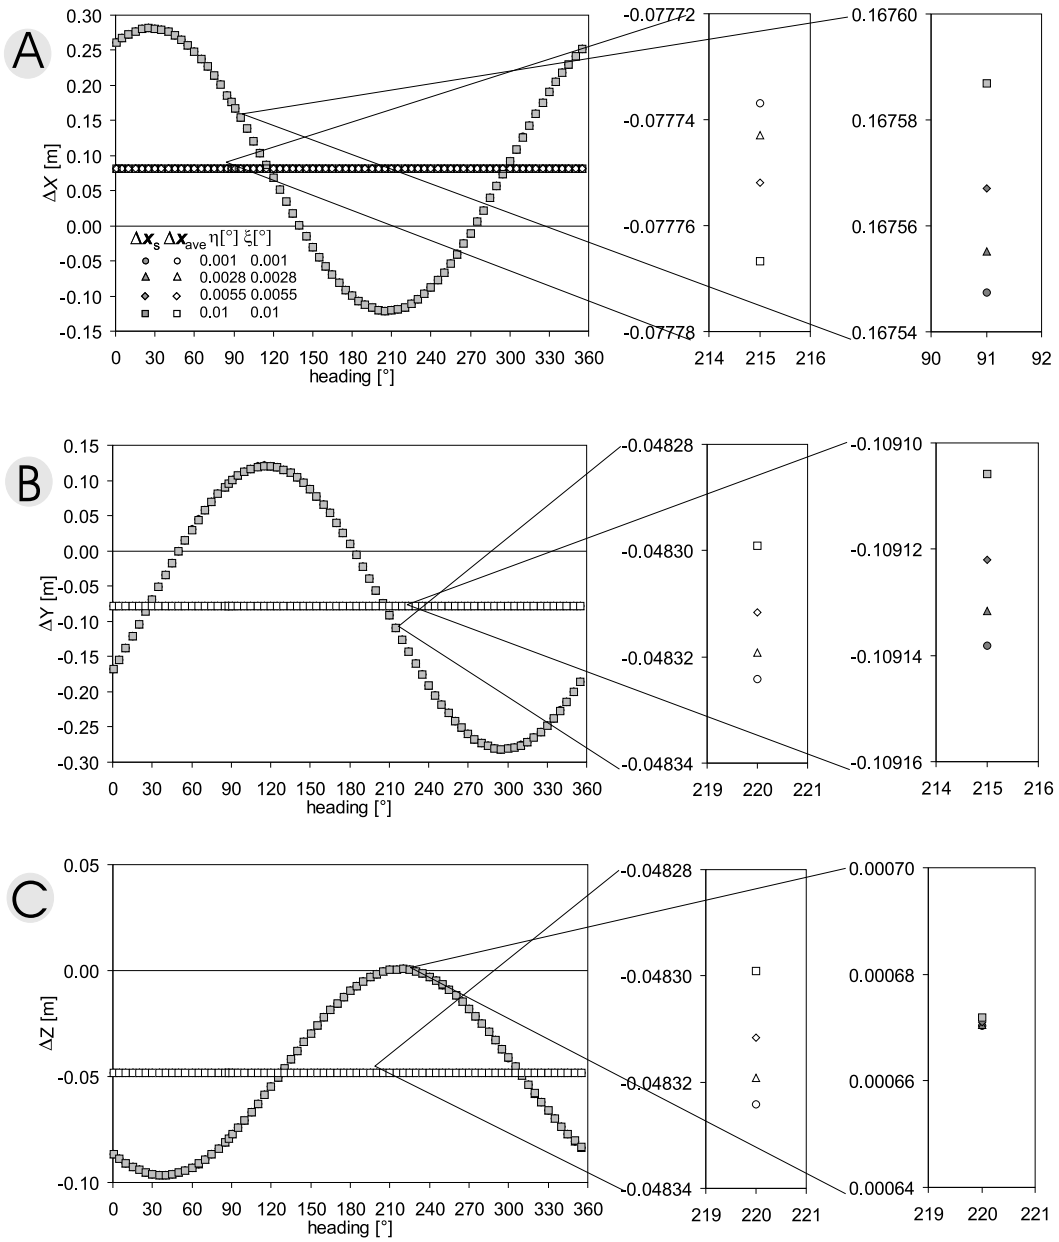 A
ΔX [m]
0.30
0.25
0.20
0.15
0.10
0.05
0.00
-0.05
-0.10
-0.15
Δxs Δxave η[°] ξ[°]
0.001 0.001
0.0028 0.0028
0.0055 0.0055
0.01 0.01
0 30 60 90 120 150 180 210 240 270 300 330 360
heading [°]
-0.07772
-0.07774
-0.07776
-0.07778
214 215 216
0.16760
0.16758
0.16756
0.16754
90 91 92
B
ΔY [m]
0.15
0.10
0.05
0.00
-0.05
-0.10
-0.15
-0.20
-0.25
-0.30
0 30 60 90 120 150 180 210 240 270 300 330 360
heading [°]
-0.04828
-0.04830
-0.04832
-0.04834
219 220 221
-0.10910
-0.10912
-0.10914
-0.10916
214 215 216
C
ΔZ [m]
0.05
0.00
-0.05
-0.10
0 30 60 90 120 150 180 210 240 270 300 330 360
heading [°]
-0.04828
-0.04830
-0.04832
-0.04834
219 220 221
0.00070
0.00068
0.00066
0.00064
219 220 221